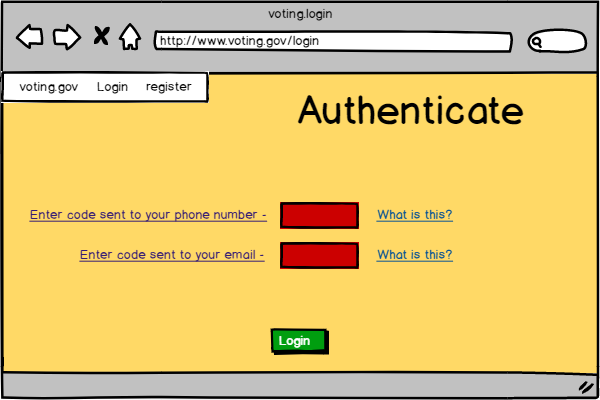 voting.login
http://www.voting.gov/login
voting.gov Login register
Authenticate
Enter code sent to your phone number - What is this?
Enter code sent to your email - What is this?
Login